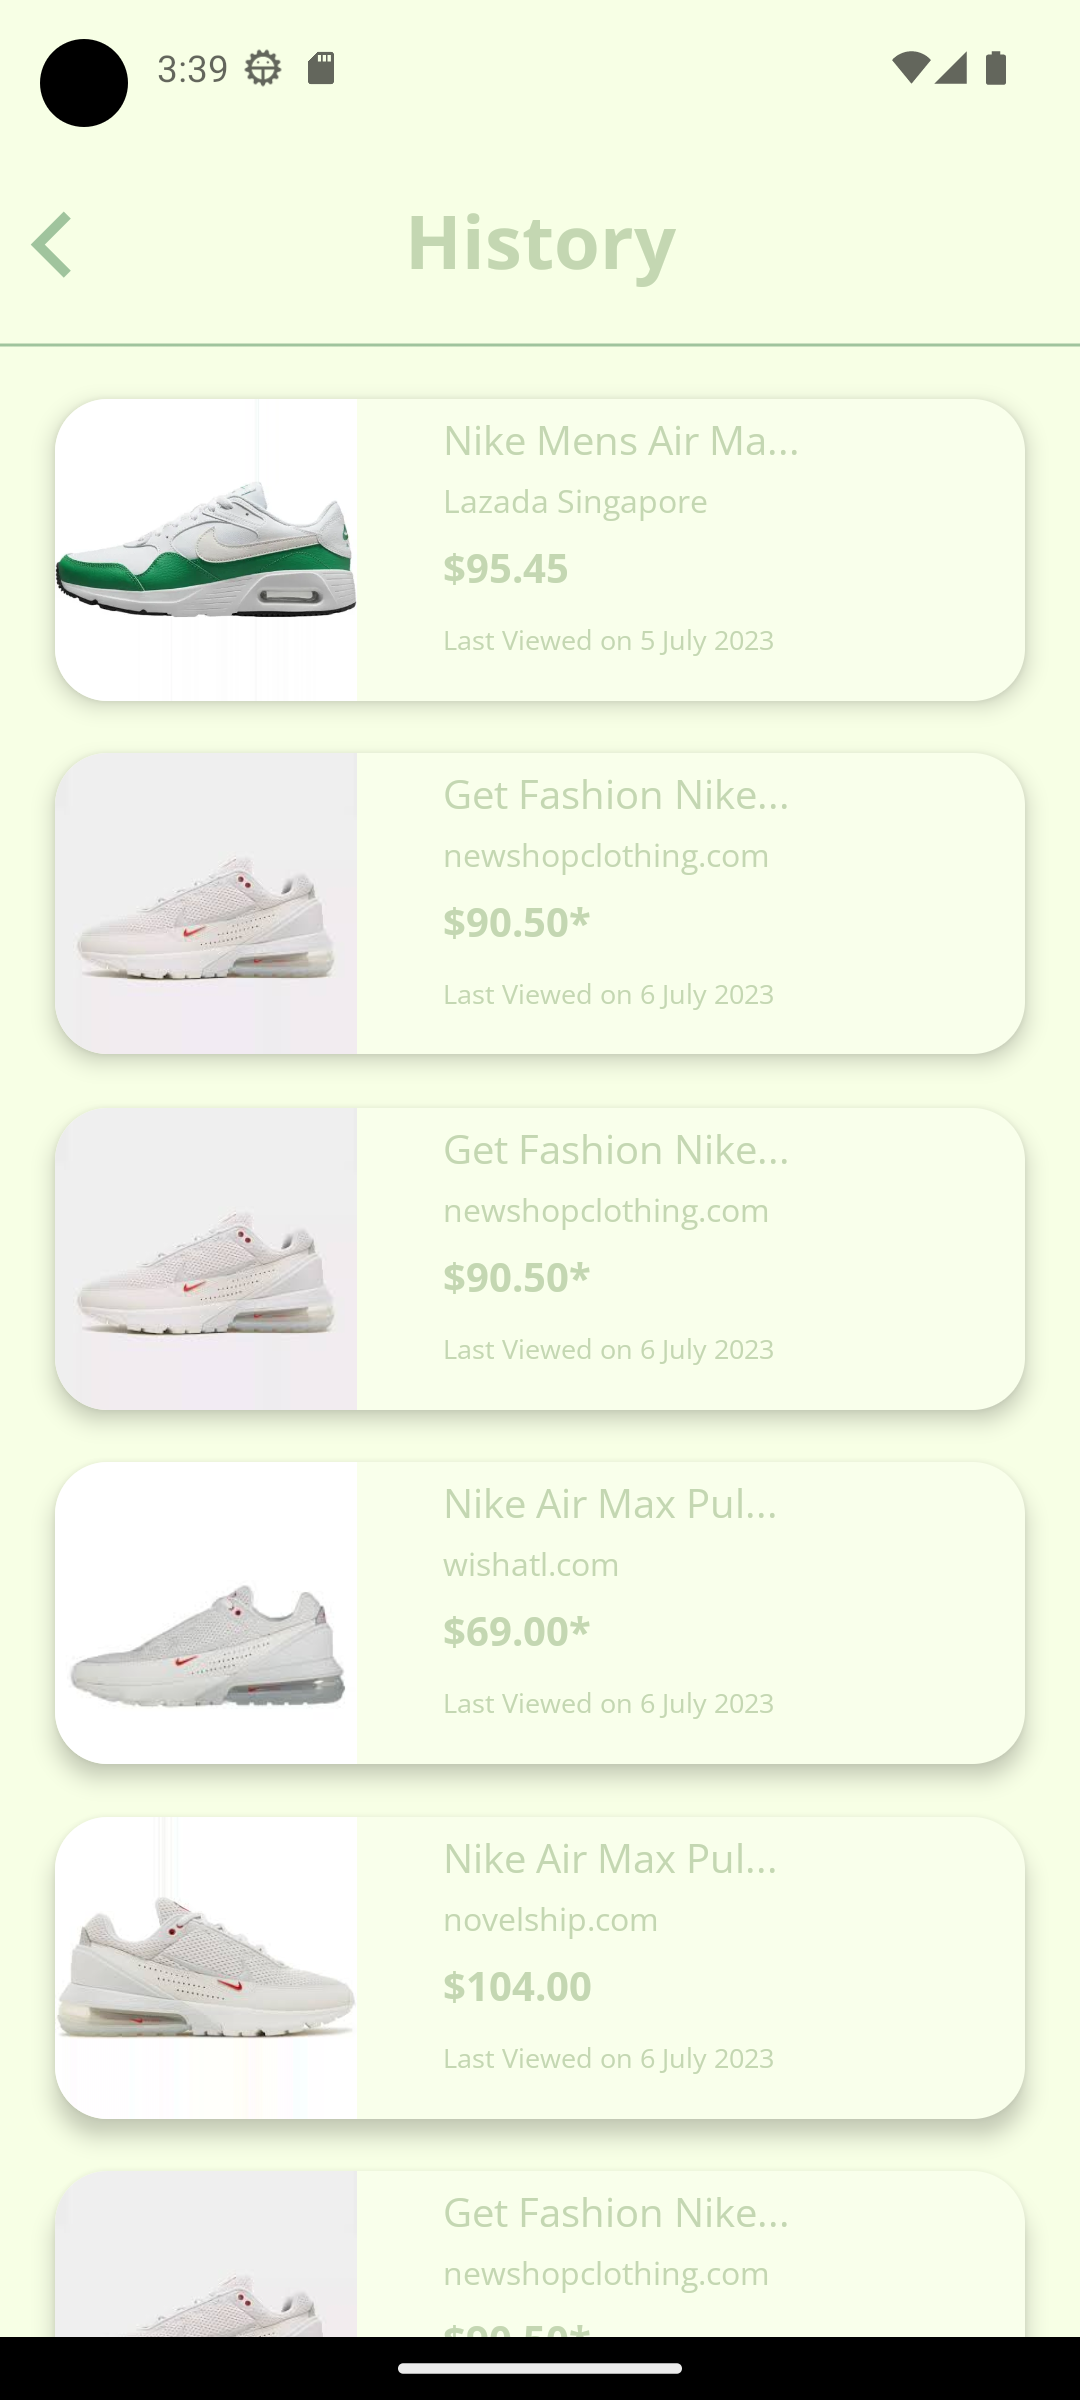 3:39
History
Nike Mens Air Ma...
Lazada Singapore
$95.45
Last Viewed on 5 July 2023
Get Fashion Nike...
newshopclothing.com
$90.50*
Last Viewed on 6 July 2023
Get Fashion Nike...
newshopclothing.com
$90.50*
Last Viewed on 6 July 2023
Nike Air Max Pul...
wishatl.com
$69.00*
Last Viewed on 6 July 2023
Nike Air Max Pul...
novelship.com
$104.00
Last Viewed on 6 July 2023
Get Fashion Nike...
newshopclothing.com
$90.50*